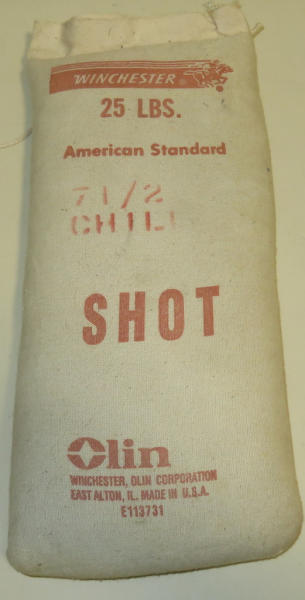 WINCHESTER®
25 LBS.
American Standard
7 1/2
CHILL
SHOT
Olin
WINCHESTER, OLIN CORPORATION
EAST ALTON, IL. MADE IN U.S.A.
E113731